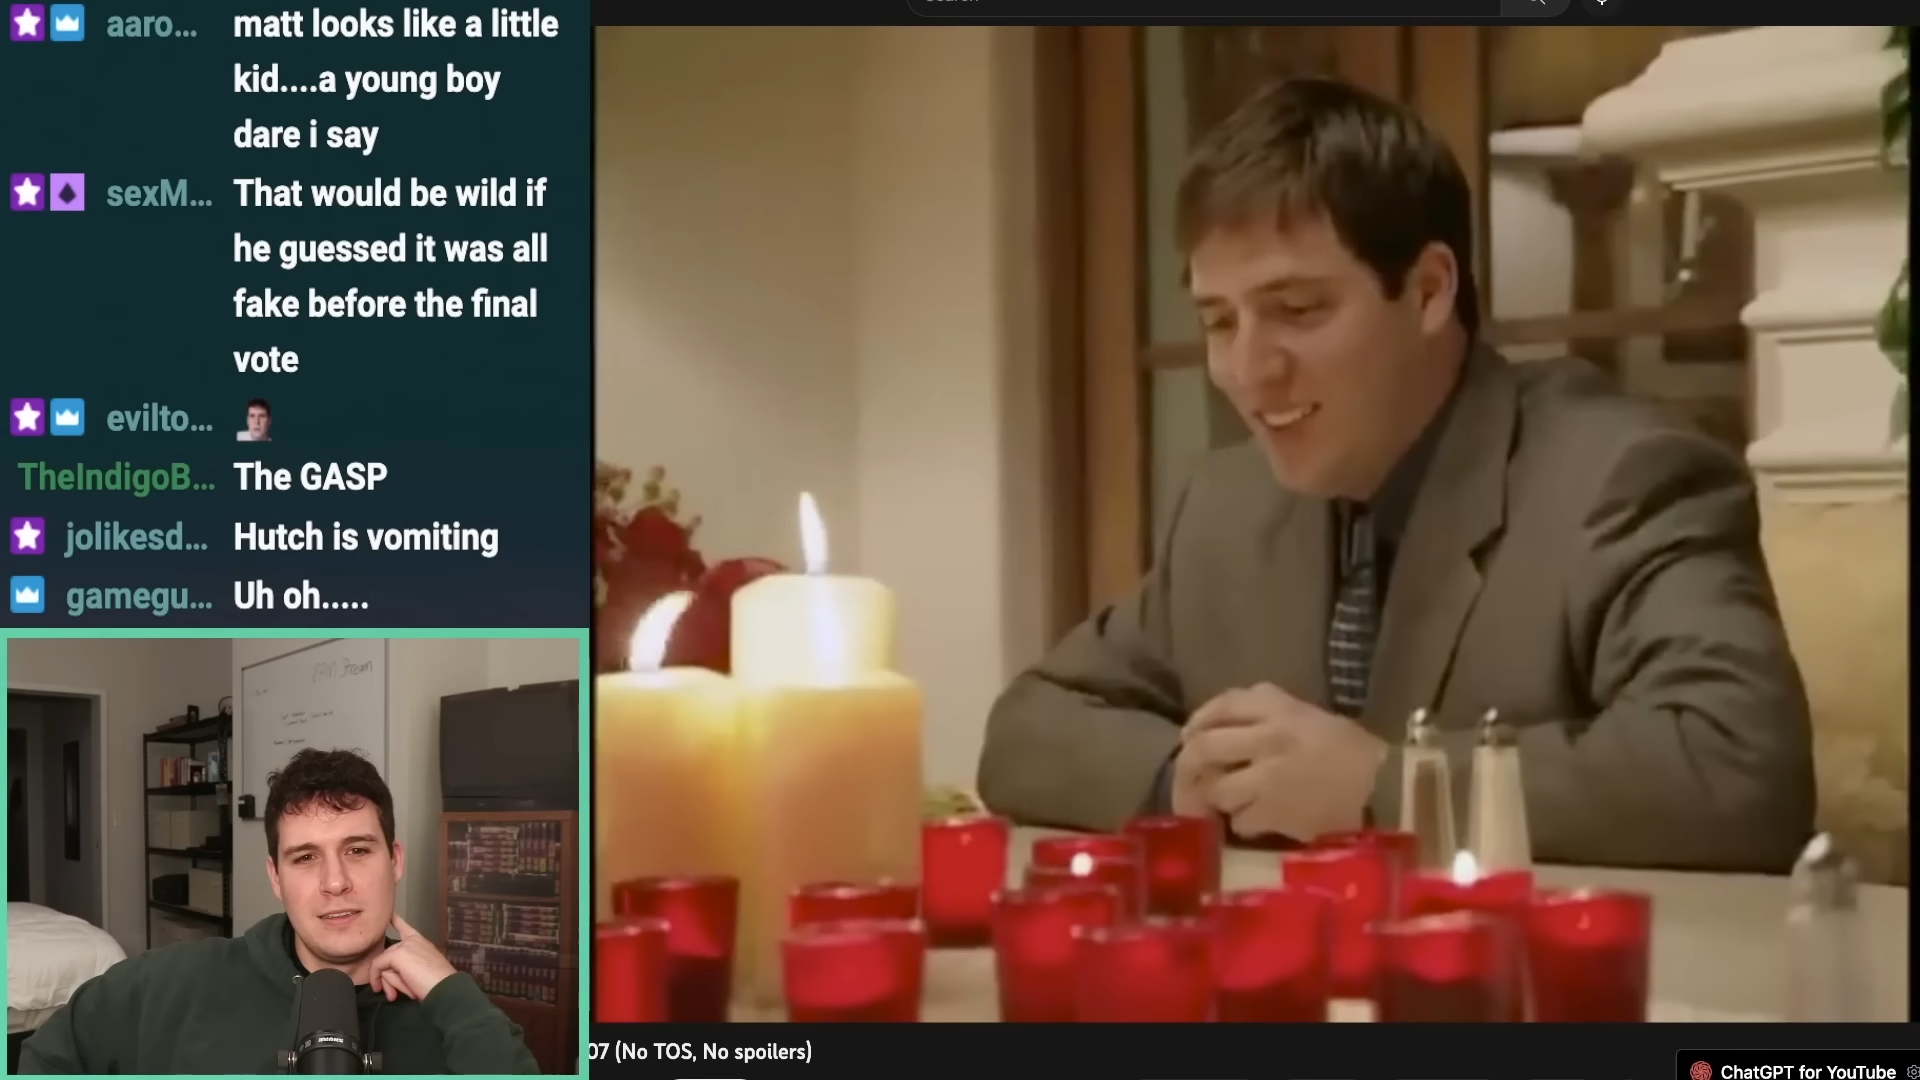 Search
aaro... matt looks like a little
kid....a young boy
dare i say
sexM... That would be wild if
he guessed it was all
fake before the final
vote
evilto...
TheIndigoB... The GASP
jolikesd... Hutch is vomiting
gamegu... Uh oh.....
07 (No TOS, No spoilers)
ChatGPT for YouTube